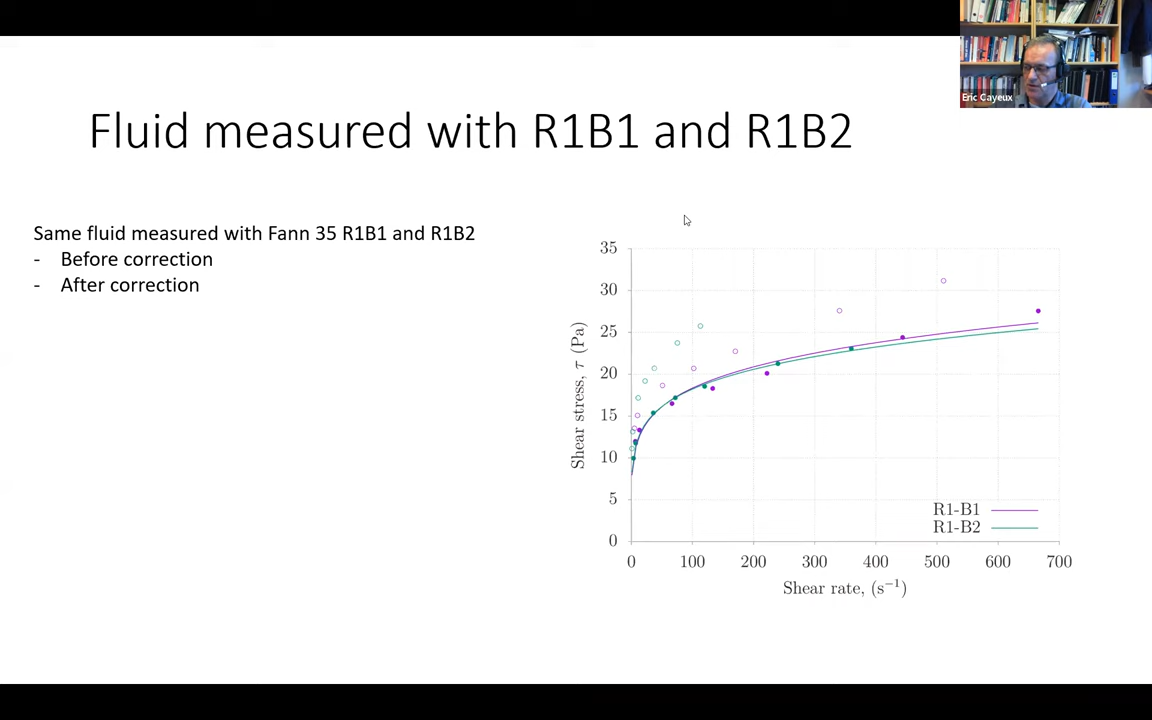 Eric Cayeux
Fluid measured with R1B1 and R1B2
Same fluid measured with Fann 35 R1B1 and R1B2
- Before correction
- After correction
35
30
25
20
15
10
5
0
Shear stress, τ (Pa)
R1-B1
R1-B2
0 100 200 300 400 500 600 700
Shear rate, (s⁻¹)